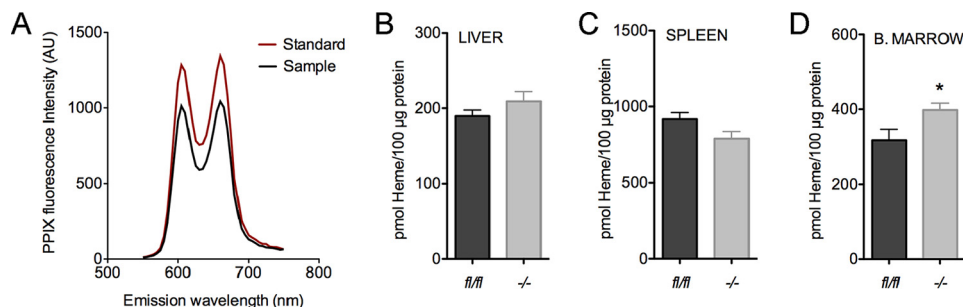 A
PPIX fluorescence Intensity (AU)
1500
1000
500
0
500
600
700
800
Emission wavelength (nm)
Standard
Sample
B
LIVER
pmol Heme/100 µg protein
300
200
100
0
fl/fl
-/-
C
SPLEEN
pmol Heme/100 µg protein
1500
1000
500
0
fl/fl
-/-
D
B. MARROW
pmol Heme/100 µg protein
600
400
200
0
*
fl/fl
-/-